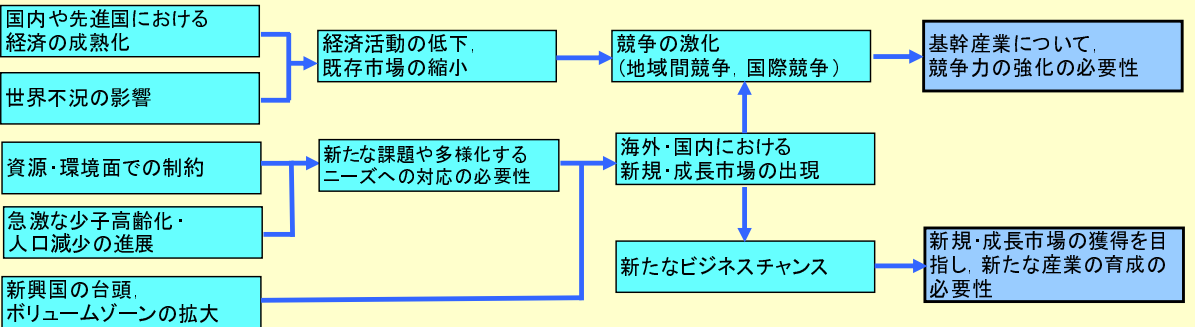 国内や先進国における
経済の成熟化
世界不況の影響
経済活動の低下，
既存市場の縮小
競争の激化
（地域間競争，国際競争）
基幹産業について，
競争力の強化の必要性
資源・環境面での制約
急激な少子高齢化・
人口減少の進展
新たな課題や多様化する
ニーズへの対応の必要性
海外・国内における
新規・成長市場の出現
新興国の台頭，
ボリュームゾーンの拡大
新たなビジネスチャンス
新規・成長市場の獲得を目
指し，新たな産業の育成の
必要性